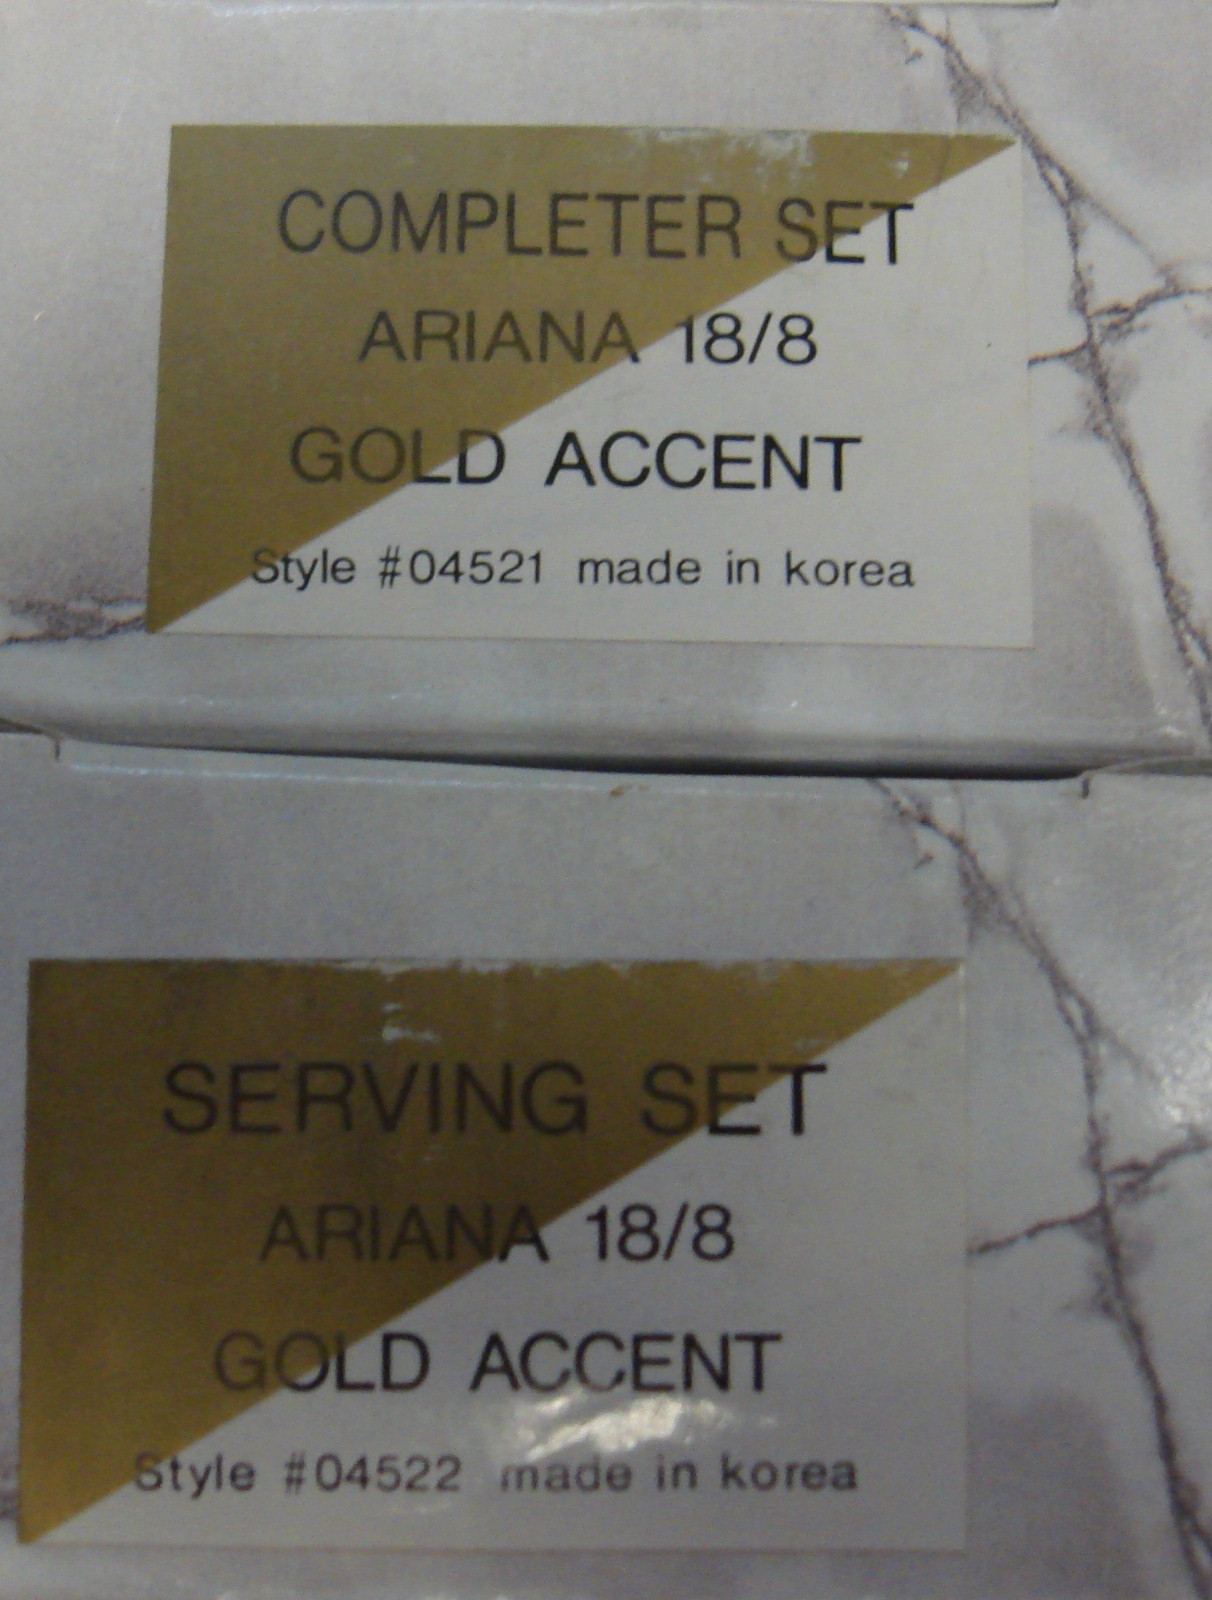 COMPLETER SET
ARIANA 18/8
GOLD ACCENT
Style #04521 made in korea
SERVING SET
ARIANA 18/8
GOLD ACCENT
Style #04522 made in korea